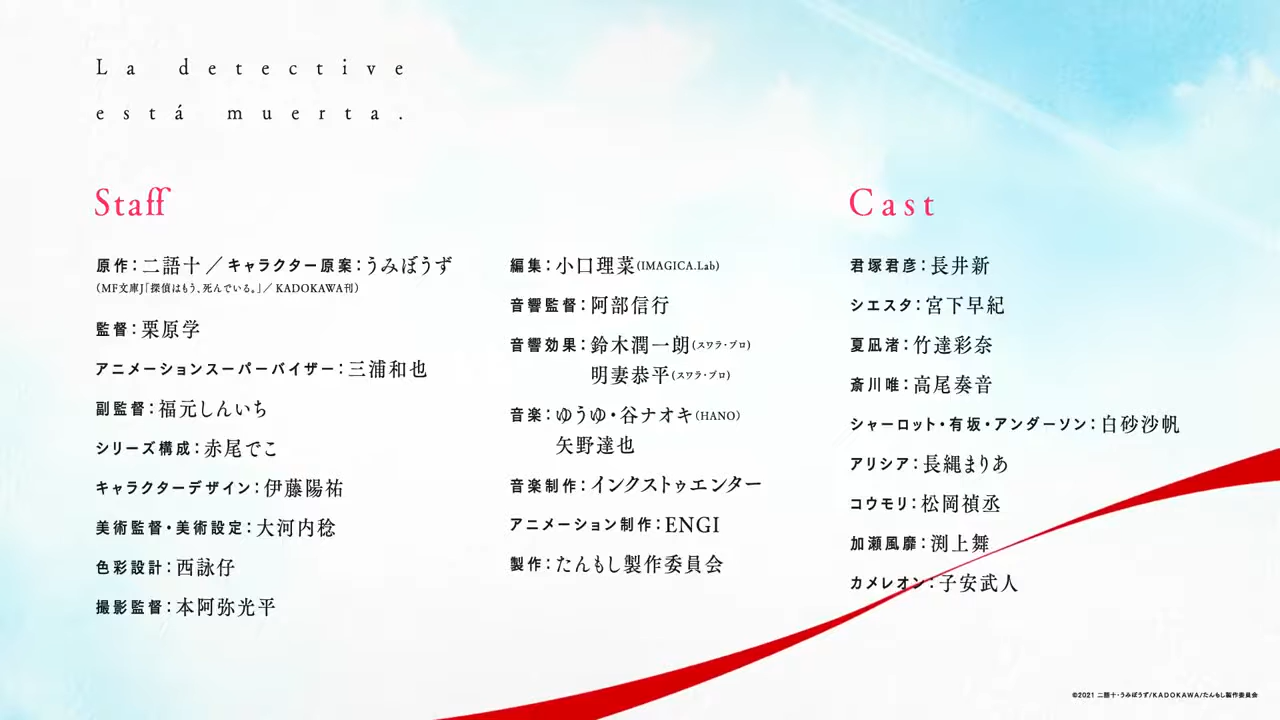 La detective
está muerta.
Staff
原作：二語十／キャラクター原案：うみぼうず
（MF文庫J「探偵はもう、死んでいる。」／KADOKAWA刊）
監督：栗原学
アニメーションスーパーバイザー：三浦和也
副監督：福元しんいち
シリーズ構成：赤尾でこ
キャラクターデザイン：伊藤陽祐
美術監督・美術設定：大河内稔
色彩設計：西詠仔
撮影監督：本阿弥光平
編集：小口理菜(IMAGICA.Lab)
音響監督：阿部信行
音響効果：鈴木潤一朗(スワラ・プロ)
明妻恭平(スワラ・プロ)
音楽：ゆうゆ・谷ナオキ(HANO)
矢野達也
音楽制作：インクストゥエンター
アニメーション制作：ENGI
製作：たんもし製作委員会
Cast
君塚君彦：長井新
シエスタ：宮下早紀
夏凪渚：竹達彩奈
斎川唯：高尾奏音
シャーロット・有坂・アンダーソン：白砂沙帆
アリシア：長縄まりあ
コウモリ：松岡禎丞
加瀬風靡：渕上舞
カメレオン：子安武人
©2021 二語十・うみぼうず/KADOKAWA/たんもし製作委員会